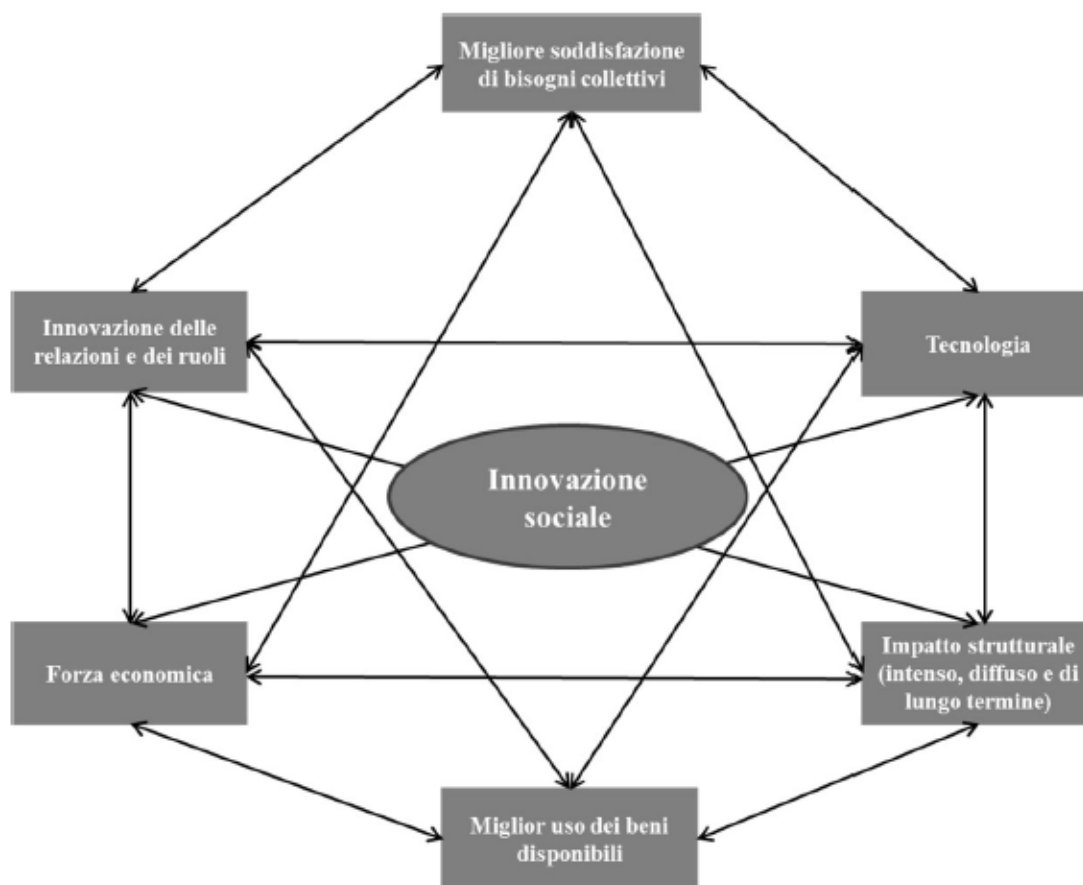 Migliore soddisfazione
di bisogni collettivi
Innovazione delle
relazioni e dei ruoli
Tecnologia
Innovazione
sociale
Forza economica
Impatto strutturale
(intenso, diffuso e di
lungo termine)
Miglior uso dei beni
disponibili